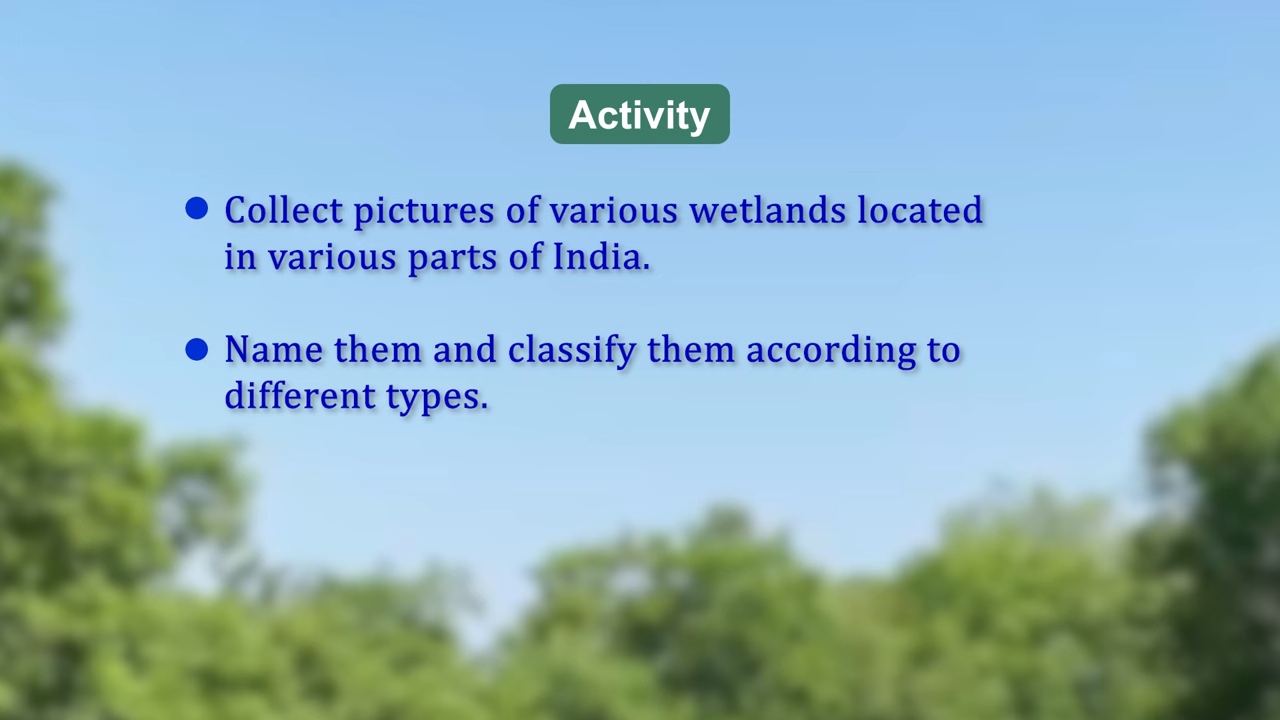 Activity
Collect pictures of various wetlands located
in various parts of India.
Name them and classify them according to
different types.